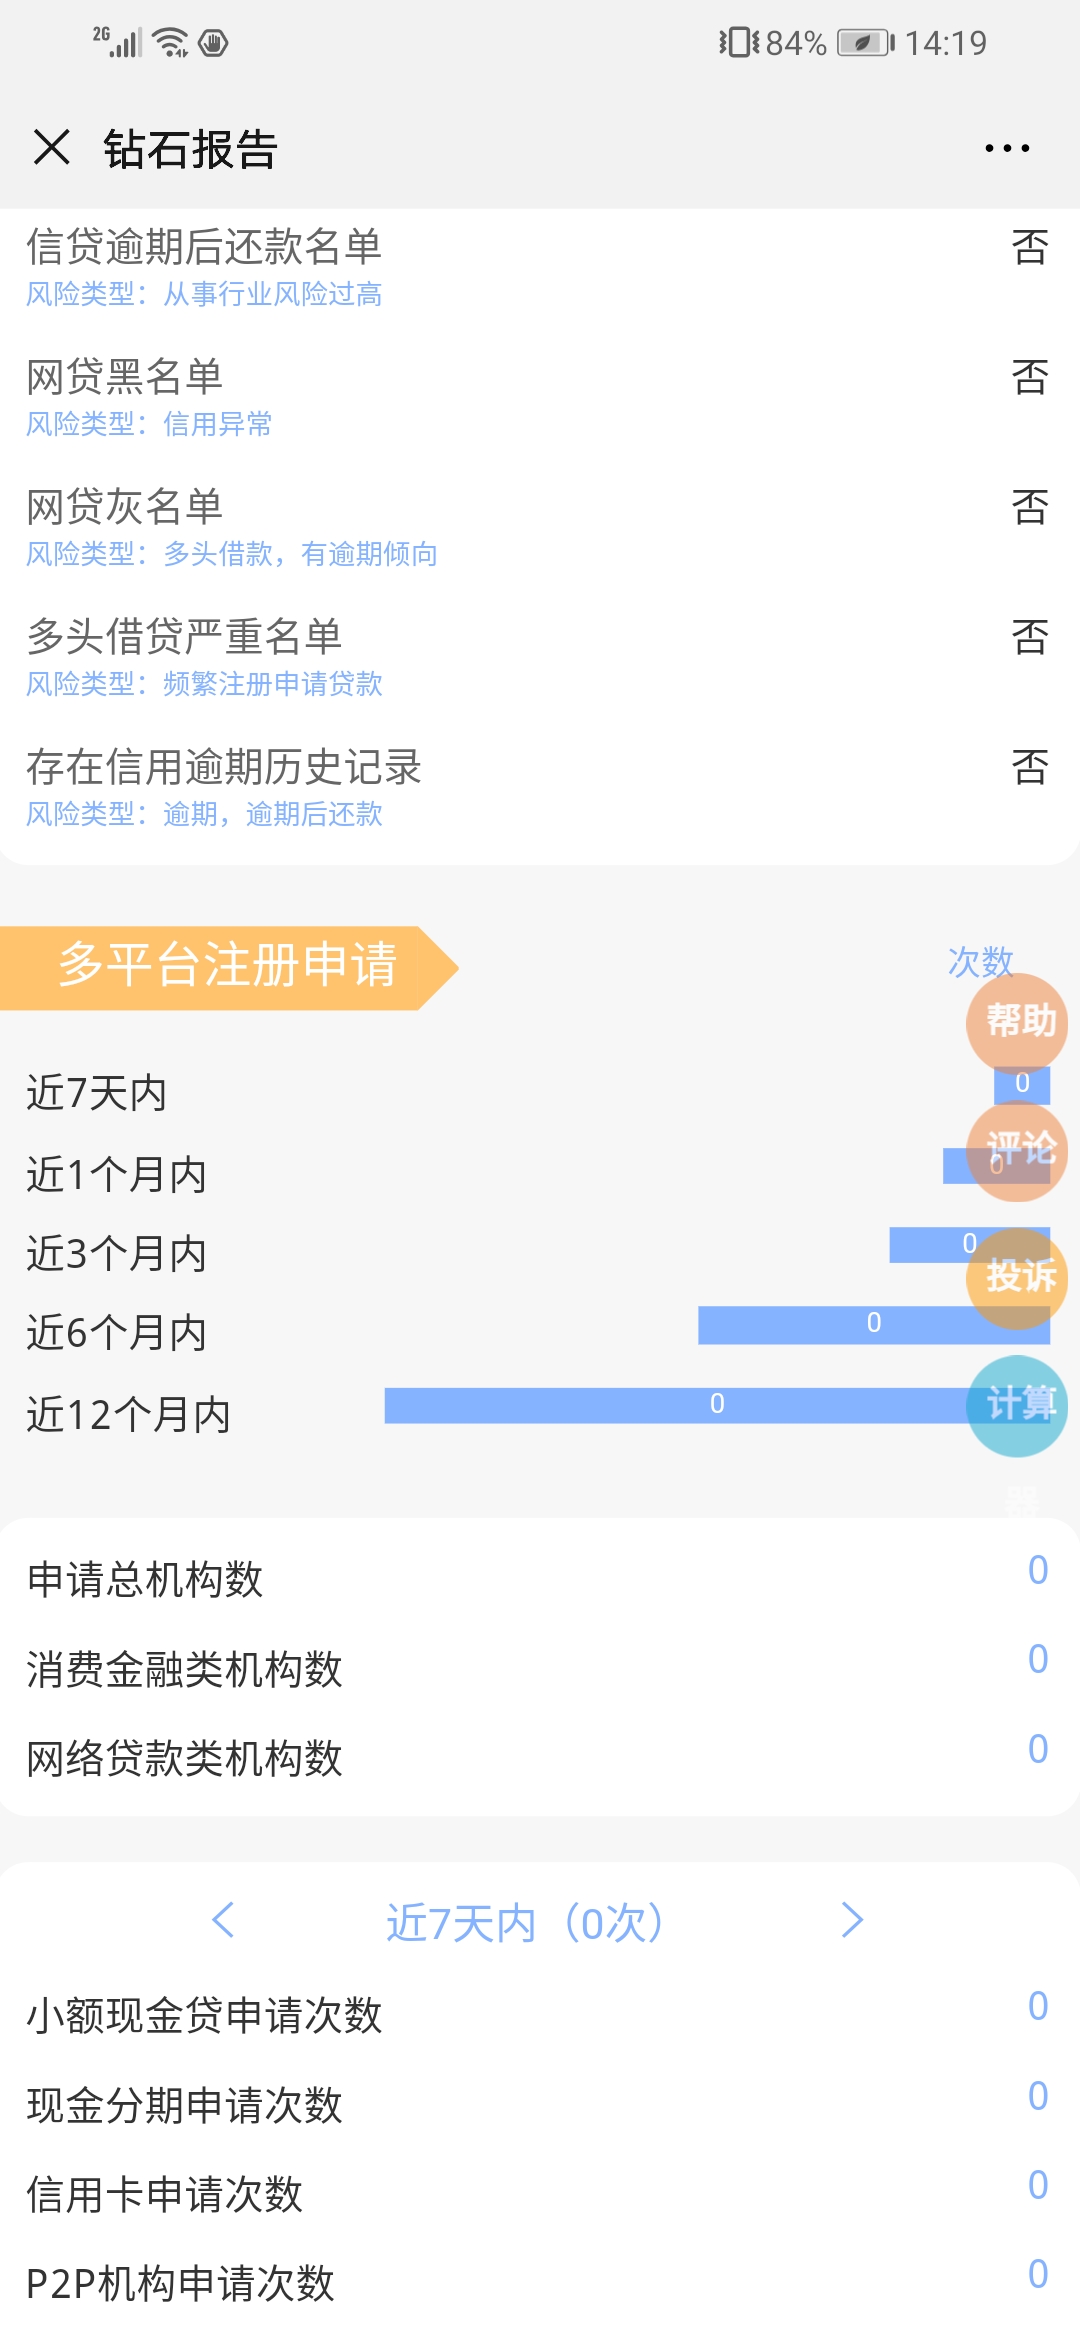 2G 84% 14:19
钻石报告
信贷逾期后还款名单 否
风险类型：从事行业风险过高
网贷黑名单 否
风险类型：信用异常
网贷灰名单 否
风险类型：多头借款，有逾期倾向
多头借贷严重名单 否
风险类型：频繁注册申请贷款
存在信用逾期历史记录 否
风险类型：逾期，逾期后还款
多平台注册申请 次数
帮助
近7天内 0
评论
近1个月内 0
近3个月内 0
投诉
近6个月内 0
近12个月内 0
计算
器
申请总机构数 0
消费金融类机构数 0
网络贷款类机构数 0
近7天内（0次）
小额现金贷申请次数 0
现金分期申请次数 0
信用卡申请次数 0
P2P机构申请次数 0